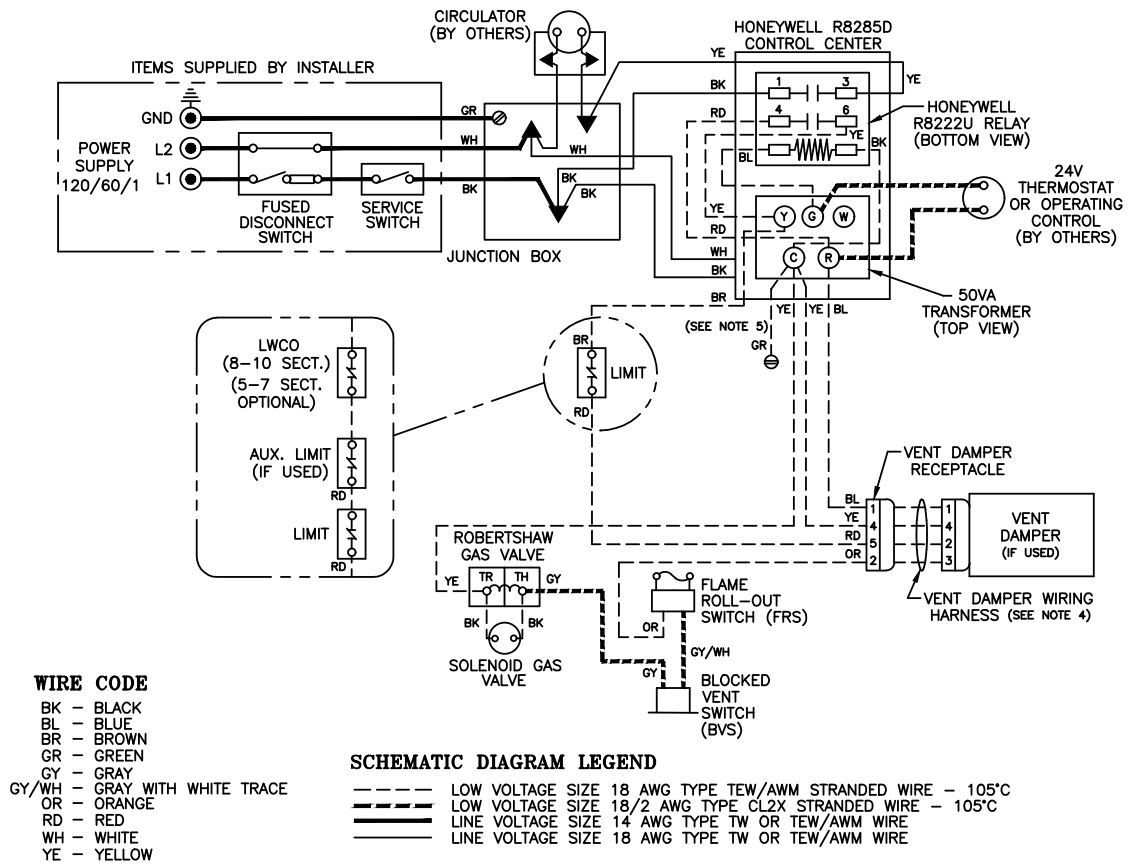 CIRCULATOR
(BY OTHERS)
HONEYWELL R8285D
CONTROL CENTER
ITEMS SUPPLIED BY INSTALLER
YE
YE
BK
1
3
GND
GR
RD
4
6
HONEYWELL
R8222U RELAY
(BOTTOM VIEW)
YE
BK
POWER
SUPPLY
120/60/1
L2
L1
WH
WH
BL
BK
BK
BK
FUSED
DISCONNECT
SWITCH
SERVICE
SWITCH
24V
THERMOSTAT
OR OPERATING
CONTROL
(BY OTHERS)
YE
Y
G
W
RD
JUNCTION BOX
WH
C
R
BK
BR
YE
YE
BL
50VA
TRANSFORMER
(TOP VIEW)
(SEE NOTE 5)
GR
LWCO
(8-10 SECT.)
(5-7 SECT.
OPTIONAL)
BR
LIMIT
RD
AUX. LIMIT
(IF USED)
RD
LIMIT
RD
VENT DAMPER
RECEPTACLE
BL
1
1
YE
4
4
RD
5
2
OR
2
3
VENT
DAMPER
(IF USED)
ROBERTSHAW
GAS VALVE
YE
TR
TH
GY
BK
BK
SOLENOID GAS
VALVE
FLAME
ROLL-OUT
SWITCH (FRS)
OR
GY/WH
GY
VENT DAMPER WIRING
HARNESS (SEE NOTE 4)
BLOCKED
VENT
SWITCH
(BVS)
WIRE CODE
BK - BLACK
BL - BLUE
BR - BROWN
GR - GREEN
GY - GRAY
GY/WH - GRAY WITH WHITE TRACE
OR - ORANGE
RD - RED
WH - WHITE
YE - YELLOW
SCHEMATIC DIAGRAM LEGEND
LOW VOLTAGE SIZE 18 AWG TYPE TEW/AWM STRANDED WIRE - 105°C
LOW VOLTAGE SIZE 18/2 AWG TYPE CL2X STRANDED WIRE - 105°C
LINE VOLTAGE SIZE 14 AWG TYPE TW OR TEW/AWM WIRE
LINE VOLTAGE SIZE 18 AWG TYPE TW OR TEW/AWM WIRE